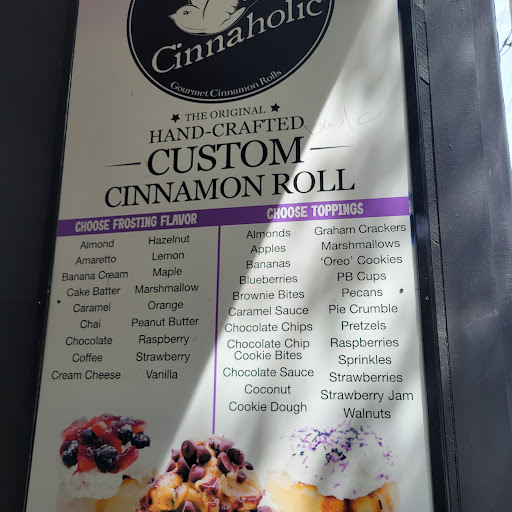 Cinnaholic
Gourmet Cinnamon Rolls
THE ORIGINAL
HAND-CRAFTED
CUSTOM
CINNAMON ROLL
CHOOSE FROSTING FLAVOR
Almond
Amaretto
Banana Cream
Cake Batter
Caramel
Chai
Chocolate
Coffee
Cream Cheese
Hazelnut
Lemon
Maple
Marshmallow
Orange
Peanut Butter
Raspberry
Strawberry
Vanilla
CHOOSE TOPPINGS
Almonds
Apples
Bananas
Blueberries
Brownie Bites
Caramel Sauce
Chocolate Chips
Chocolate Chip
Cookie Bites
Chocolate Sauce
Coconut
Cookie Dough
Graham Crackers
Marshmallows
'Oreo' Cookies
PB Cups
Pecans
Pie Crumble
Pretzels
Raspberries
Sprinkles
Strawberries
Strawberry Jam
Walnuts